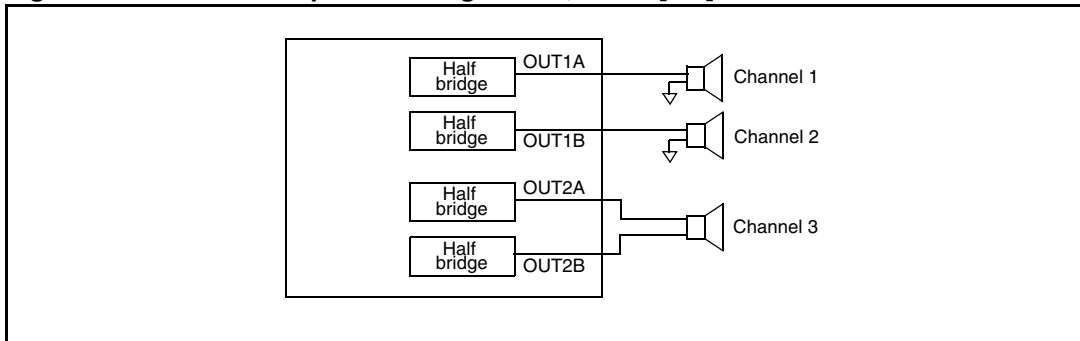 Half
bridge
OUT1A
Channel 1
Half
bridge
OUT1B
Channel 2
Half
bridge
OUT2A
Channel 3
Half
bridge
OUT2B